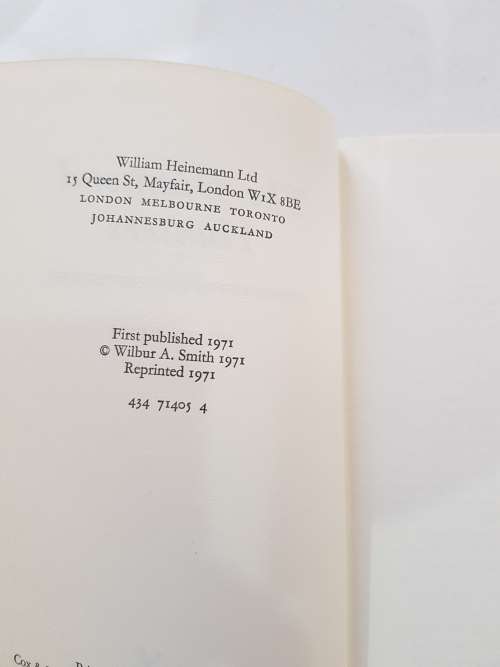 William Heinemann Ltd
15 Queen St, Mayfair, London W1X 8BE
LONDON MELBOURNE TORONTO
JOHANNESBURG AUCKLAND
First published 1971
© Wilbur A. Smith 1971
Reprinted 1971
434 71405 4
Cox &